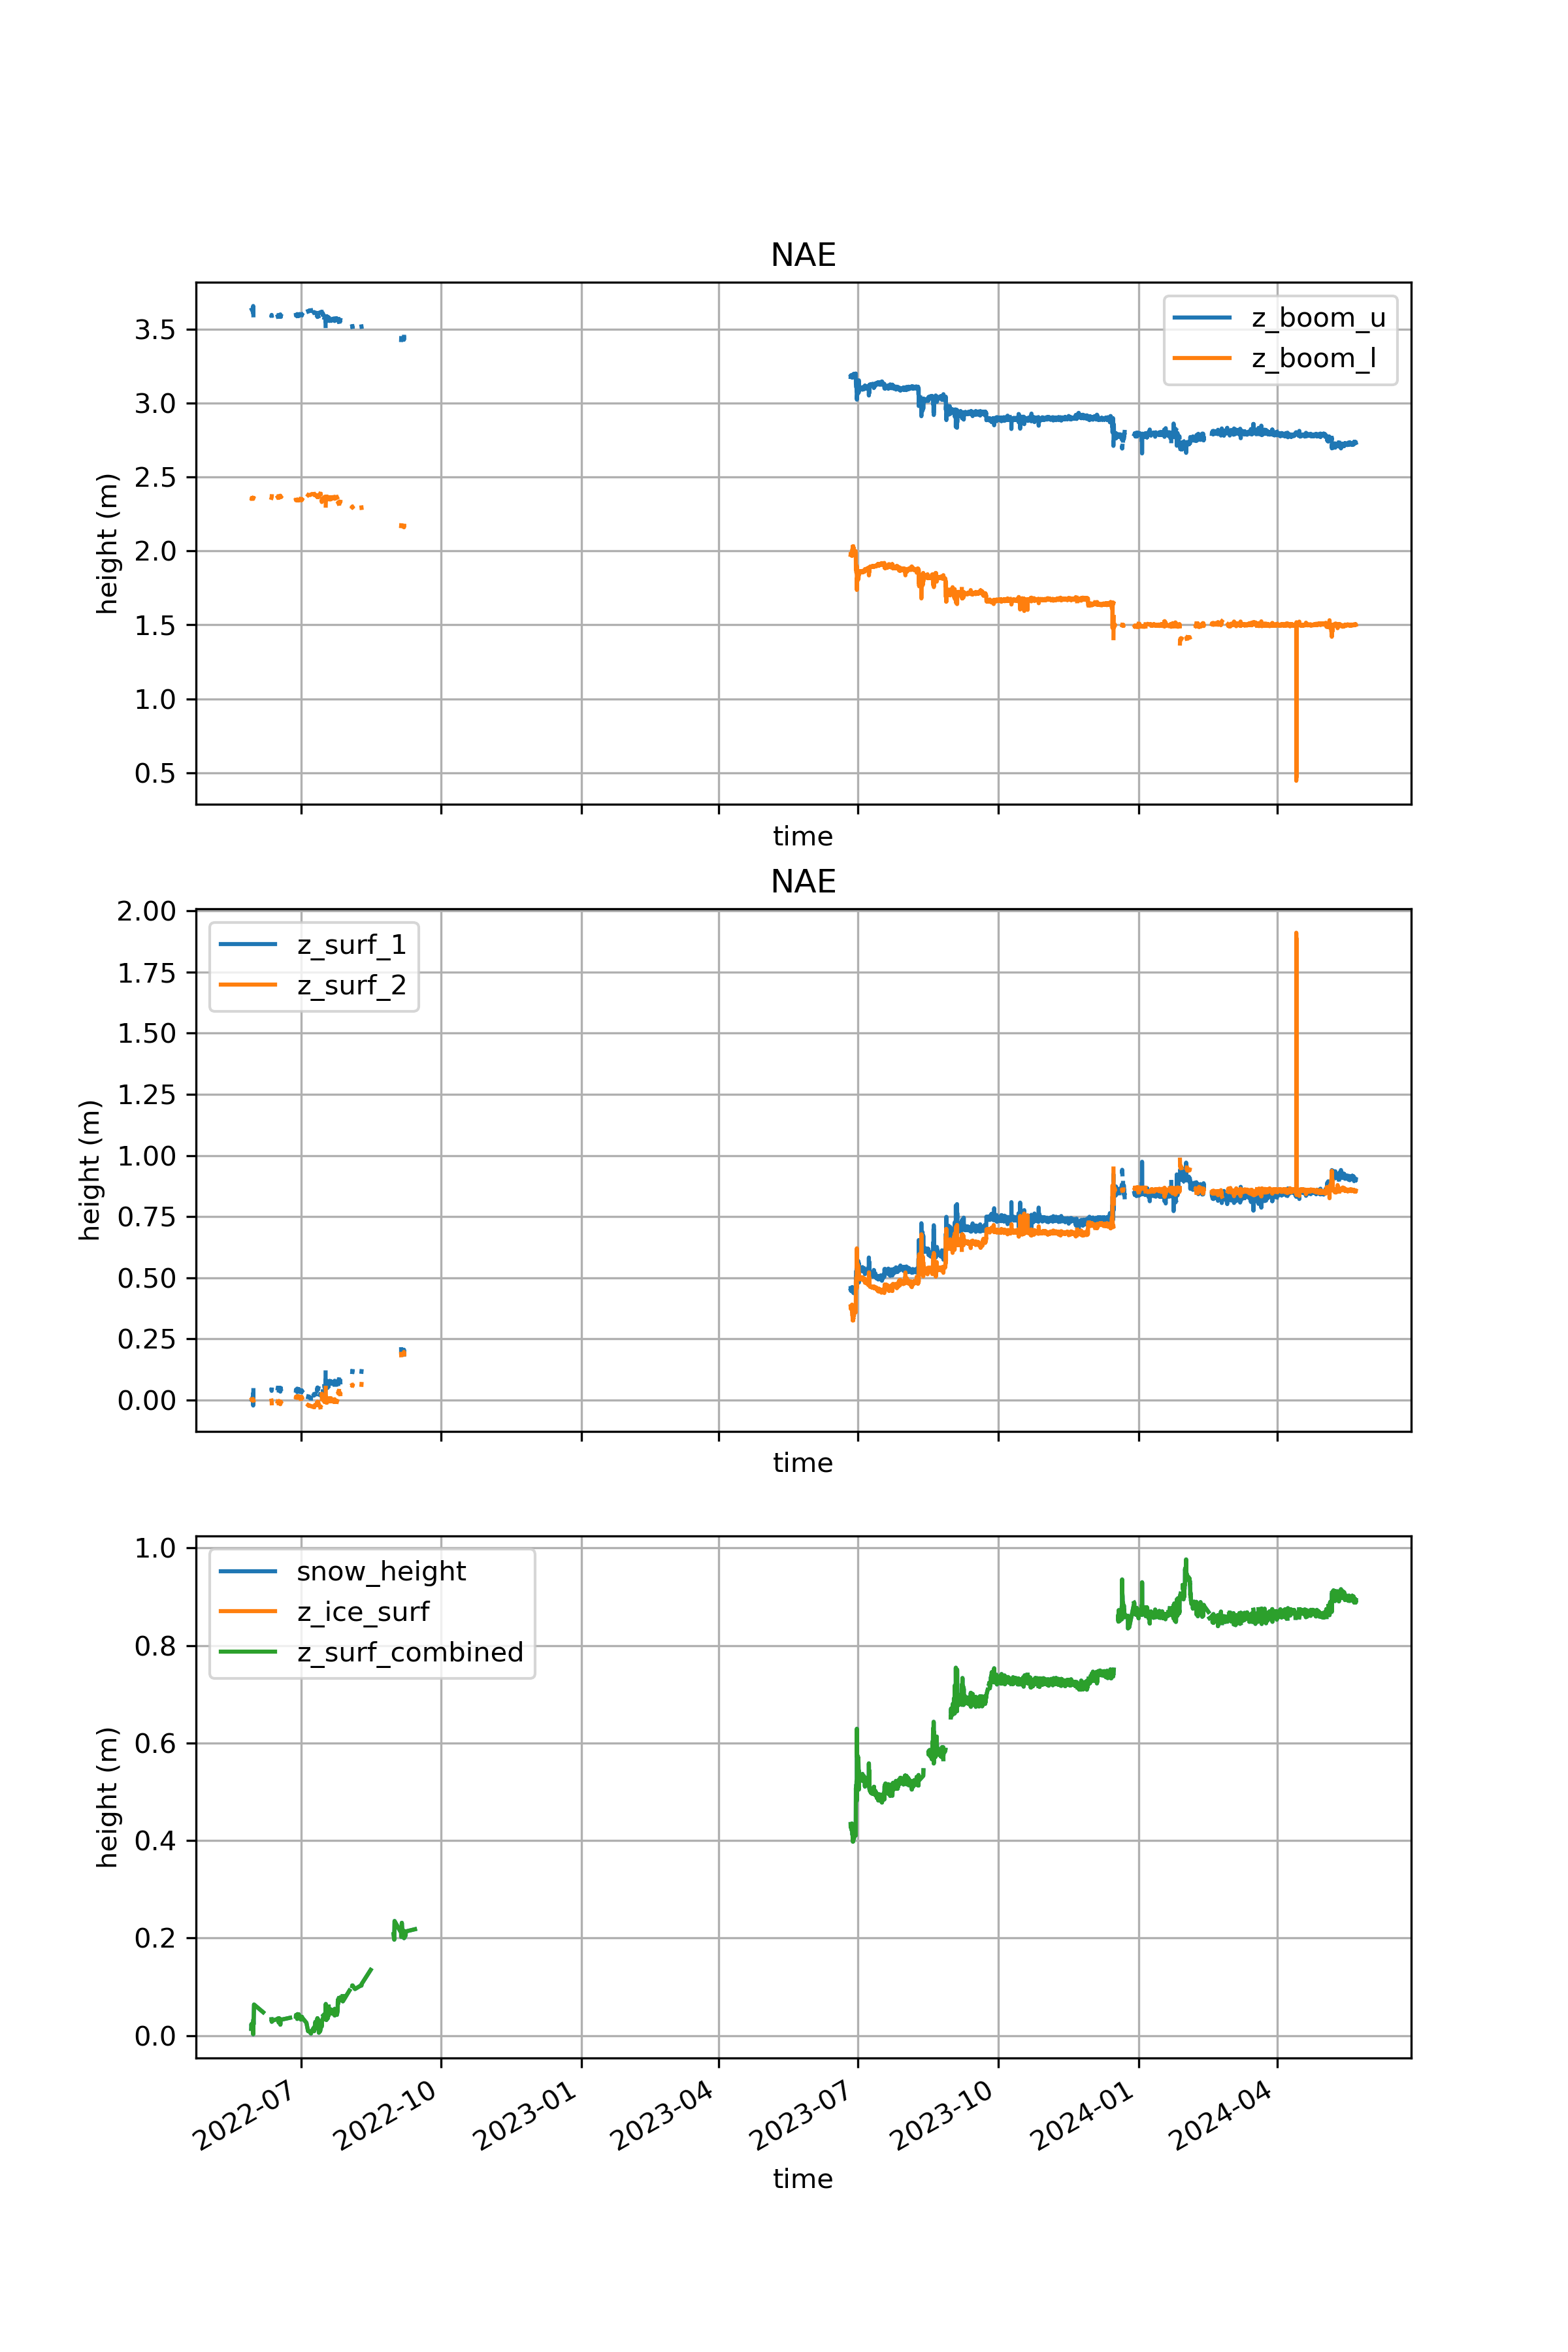 NAE
z_boom_u
z_boom_l
3.5
3.0
2.5
2.0
1.5
1.0
0.5
height (m)
time
NAE
z_surf_1
z_surf_2
2.00
1.75
1.50
1.25
1.00
0.75
0.50
0.25
0.00
height (m)
time
snow_height
z_ice_surf
z_surf_combined
1.0
0.8
0.6
0.4
0.2
0.0
height (m)
2022-07
2022-10
2023-01
2023-04
2023-07
2023-10
2024-01
2024-04
time